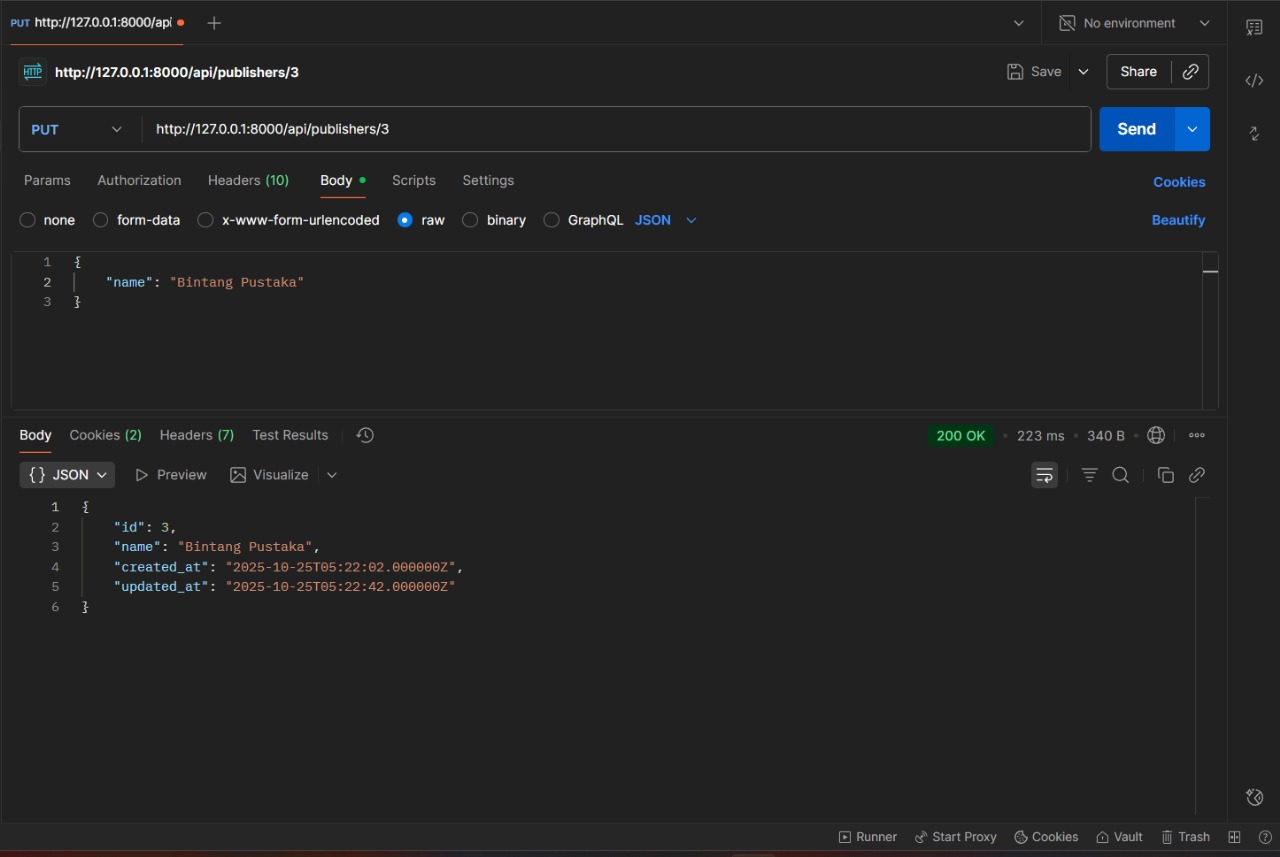 PUT http://127.0.0.1:8000/api
No environment
HTTP http://127.0.0.1:8000/api/publishers/3
Save
Share
PUT
http://127.0.0.1:8000/api/publishers/3
Send
Params Authorization Headers (10) Body Scripts Settings
Cookies
none form-data x-www-form-urlencoded raw binary GraphQL JSON
Beautify
1 {
2 "name": "Bintang Pustaka"
3 }
Body Cookies (2) Headers (7) Test Results
200 OK • 223 ms • 340 B
{} JSON Preview Visualize
1 {
2 "id": 3,
3 "name": "Bintang Pustaka",
4 "created_at": "2025-10-25T05:22:02.000000Z",
5 "updated_at": "2025-10-25T05:22:42.000000Z"
6 }
Runner Start Proxy Cookies Vault Trash